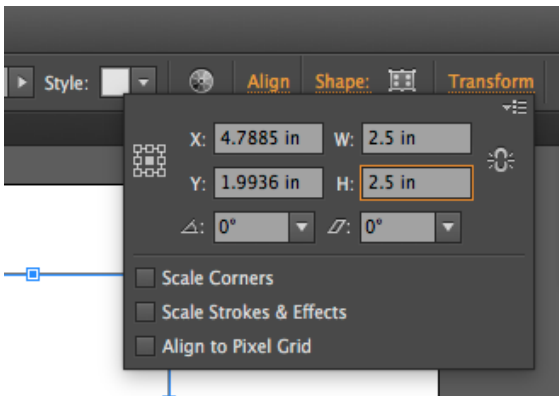 Style: Align Shape: Transform
X: 4.7885 in W: 2.5 in
Y: 1.9936 in H: 2.5 in
0° 0°
Scale Corners
Scale Strokes & Effects
Align to Pixel Grid